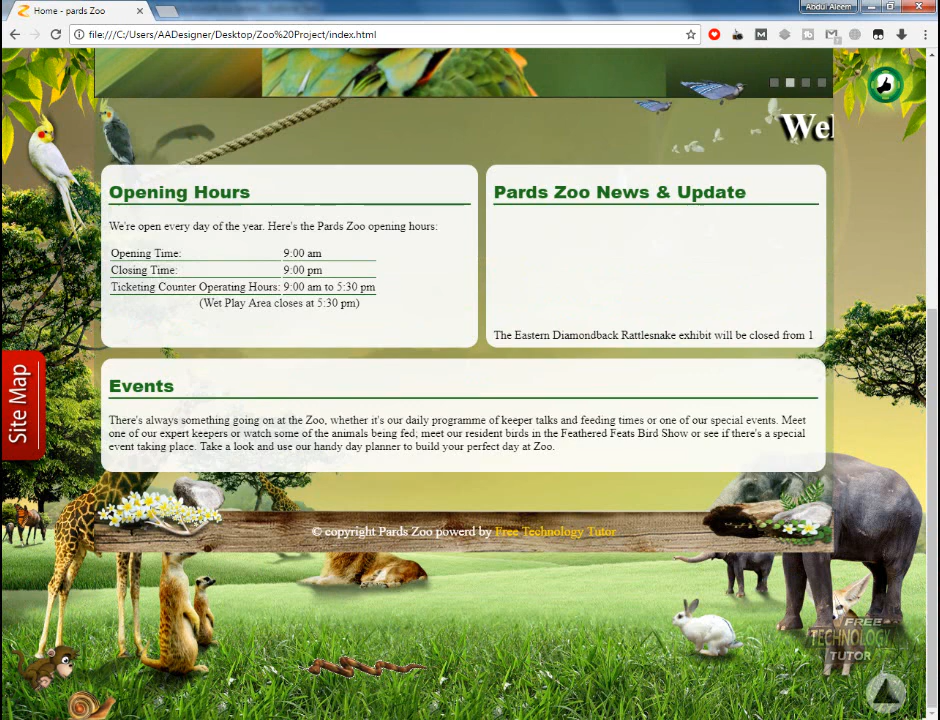 Home - pards Zoo
Abdul Aleem
file:///C:/Users/AADesigner/Desktop/Zoo%20Project/index.html
Wel
Opening Hours
We're open every day of the year. Here's the Pards Zoo opening hours:
Opening Time: 9:00 am
Closing Time: 9:00 pm
Ticketing Counter Operating Hours: 9:00 am to 5:30 pm
(Wet Play Area closes at 5:30 pm)
Pards Zoo News & Update
The Eastern Diamondback Rattlesnake exhibit will be closed from 1
Site Map
Events
There's always something going on at the Zoo, whether it's our daily programme of keeper talks and feeding times or one of our special events. Meet
one of our expert keepers or watch some of the animals being fed; meet our resident birds in the Feathered Feats Bird Show or see if there's a special
event taking place. Take a look and use our handy day planner to build your perfect day at Zoo.
© copyright Pards Zoo powerd by Free Technology Tutor
FREE
TECHNOLOGY
TUTOR